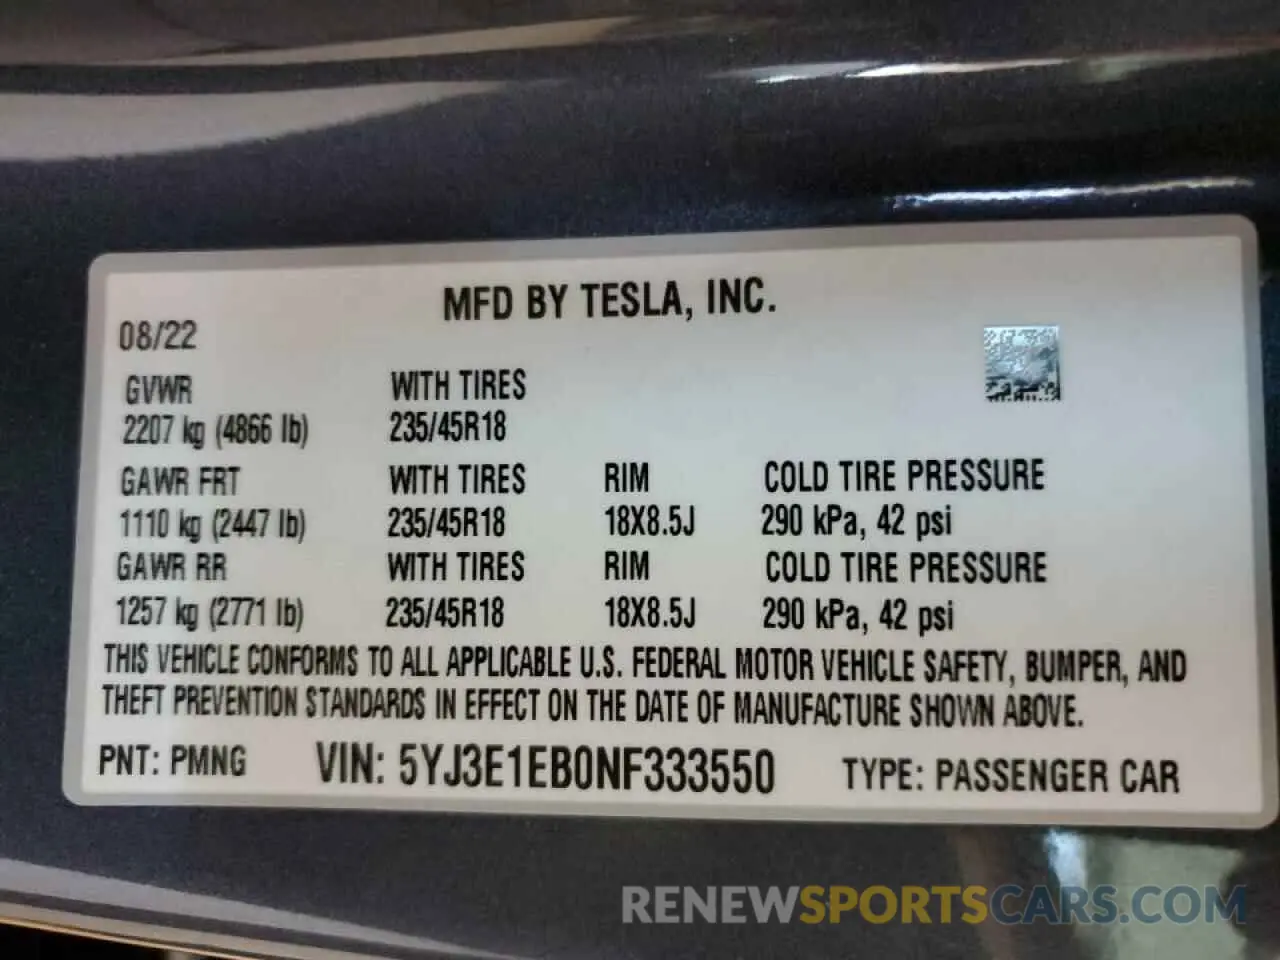 MFD BY TESLA, INC.
08/22
GVWR WITH TIRES
2207 kg (4866 lb) 235/45R18
GAWR FRT WITH TIRES RIM COLD TIRE PRESSURE
1110 kg (2447 lb) 235/45R18 18X8.5J 290 kPa, 42 psi
GAWR RR WITH TIRES RIM COLD TIRE PRESSURE
1257 kg (2771 lb) 235/45R18 18X8.5J 290 kPa, 42 psi
THIS VEHICLE CONFORMS TO ALL APPLICABLE U.S. FEDERAL MOTOR VEHICLE SAFETY, BUMPER, AND
THEFT PREVENTION STANDARDS IN EFFECT ON THE DATE OF MANUFACTURE SHOWN ABOVE.
PNT: PMNG VIN: 5YJ3E1EB0NF333550 TYPE: PASSENGER CAR
RENEWSPORTSCARS.COM